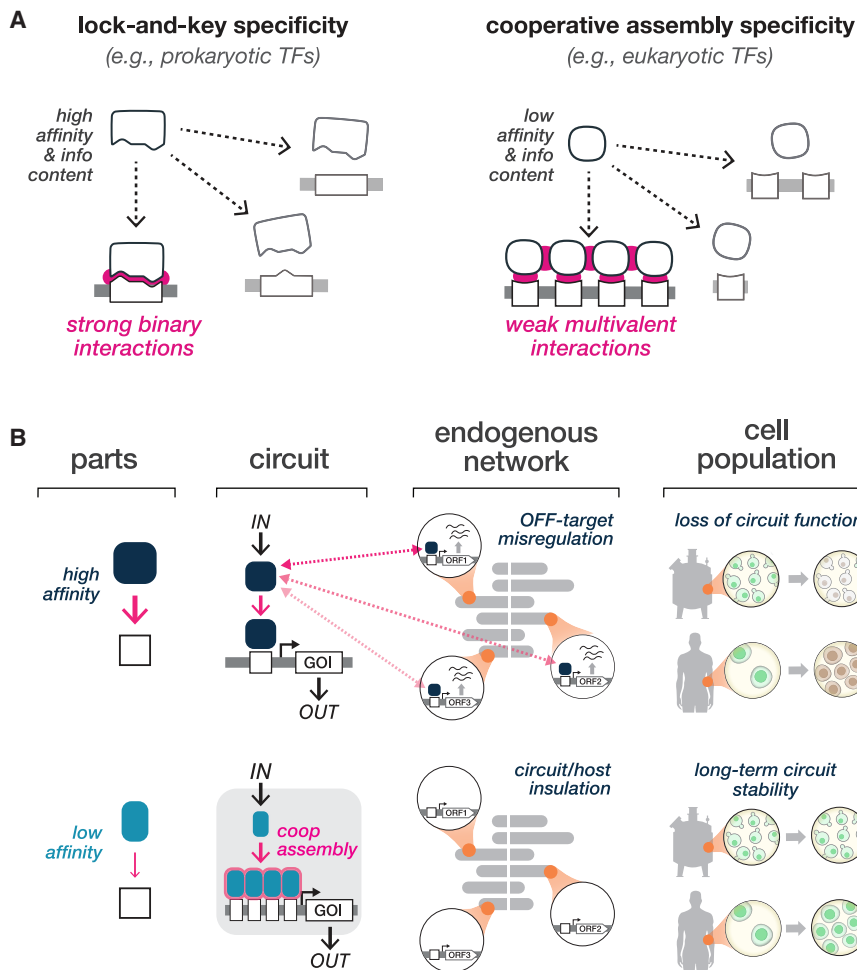 A
lock-and-key specificity
(e.g., prokaryotic TFs)
high
affinity
& info
content
strong binary
interactions
cooperative assembly specificity
(e.g., eukaryotic TFs)
low
affinity
& info
content
weak multivalent
interactions
B
parts
circuit
endogenous
network
cell
population
high
affinity
IN
GOI
OUT
OFF-target
misregulation
ORF1
ORF2
ORF3
loss of circuit function
low
affinity
IN
coop
assembly
GOI
OUT
circuit/host
insulation
ORF1
ORF2
ORF3
long-term circuit
stability